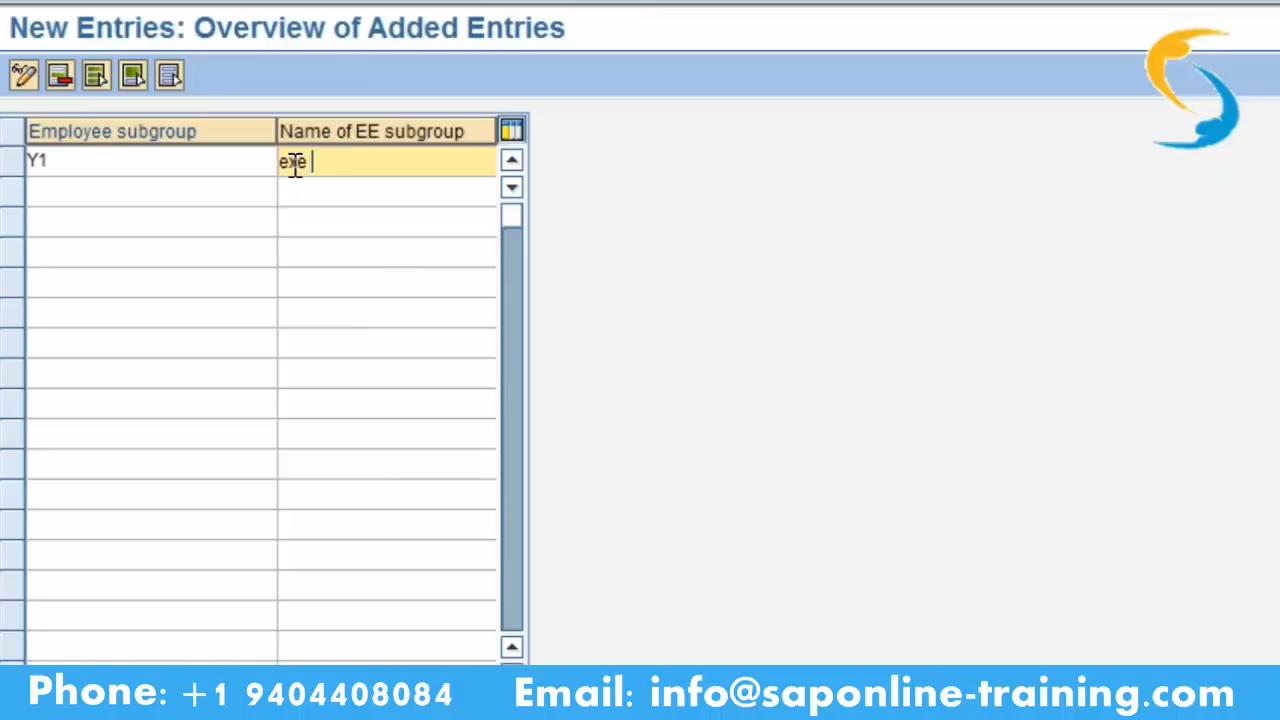 New Entries: Overview of Added Entries
Employee subgroup Name of EE subgroup
Y1 exe
Phone: +1 9404408084 Email: info@saponline-training.com